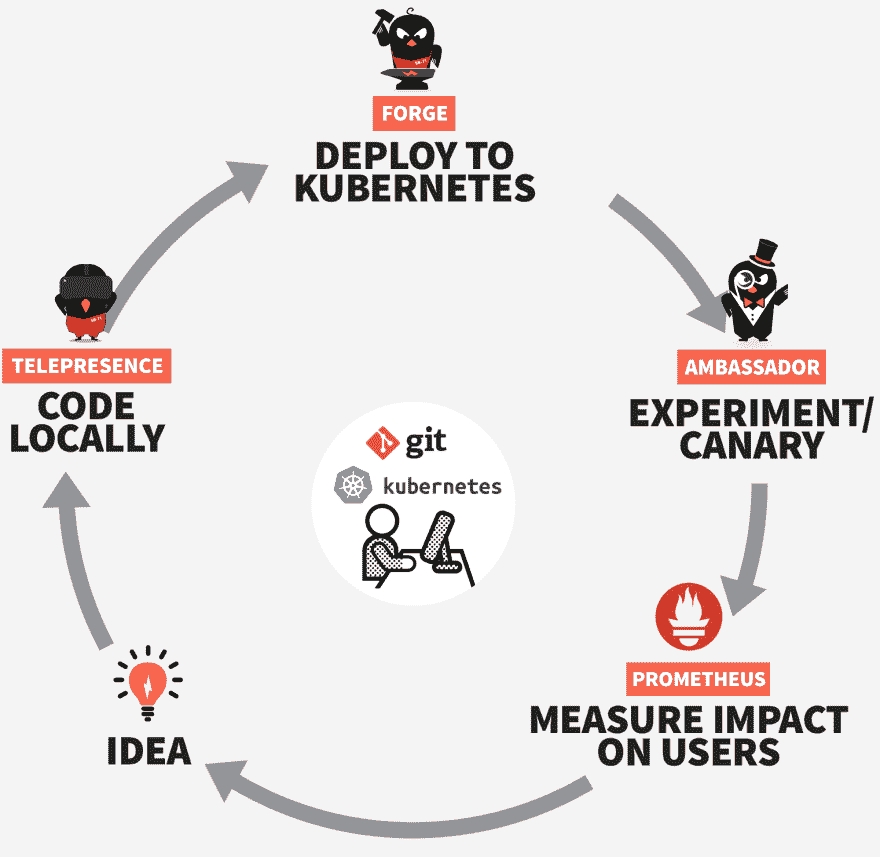 FORGE
DEPLOY TO
KUBERNETES
TELEPRESENCE
CODE
LOCALLY
AMBASSADOR
EXPERIMENT/
CANARY
git
kubernetes
PROMETHEUS
MEASURE IMPACT
ON USERS
IDEA